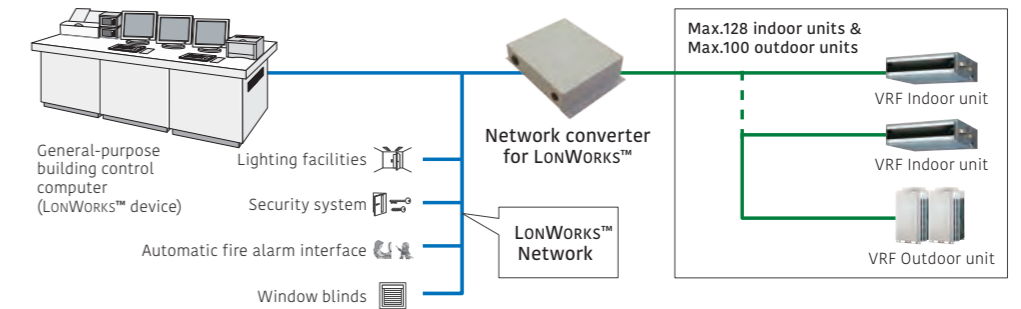 Max.128 indoor units &
Max.100 outdoor units
VRF Indoor unit
VRF Indoor unit
VRF Outdoor unit
Network converter
for LONWORKS™
General-purpose
building control
computer
(LONWORKS™ device)
Lighting facilities
Security system
Automatic fire alarm interface
Window blinds
LONWORKS™
Network